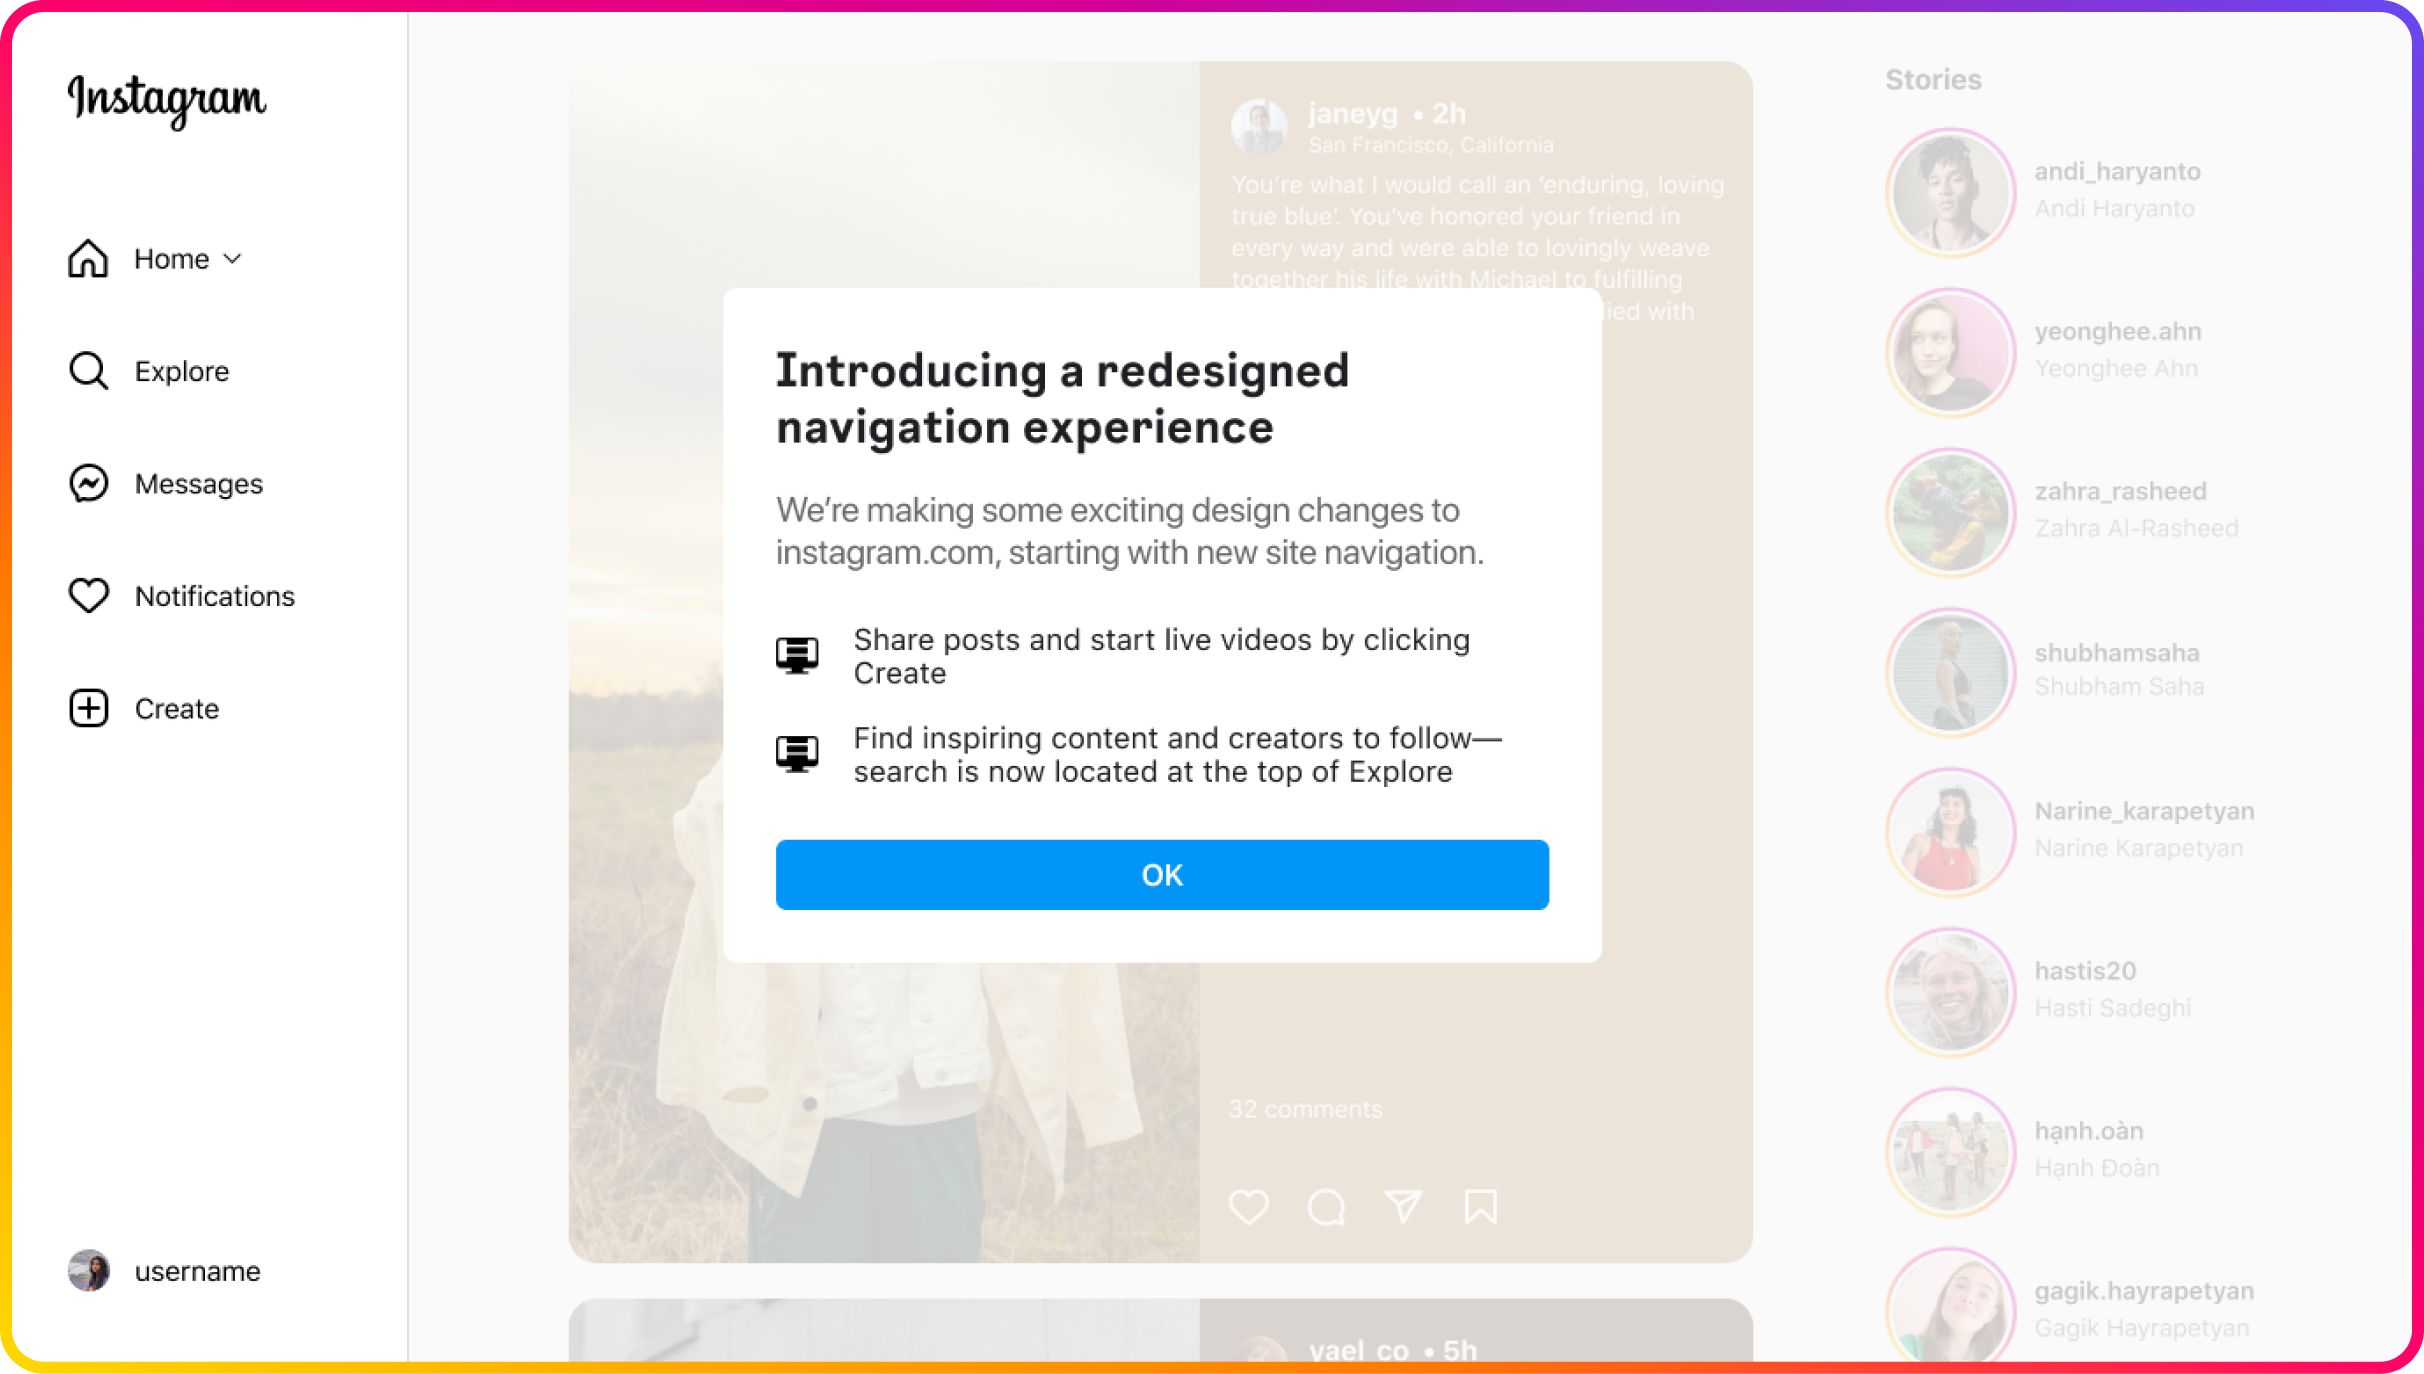 Instagram
Home
Explore
Messages
Notifications
Create
username
janeyg • 2h
San Francisco, California
You’re what I would call an ‘enduring, loving
true blue’. You’ve honored your friend in
every way and were able to lovingly weave
together his life with Michael to fulfilling
lied with
Introducing a redesigned
navigation experience
We’re making some exciting design changes to
instagram.com, starting with new site navigation.
Share posts and start live videos by clicking
Create
Find inspiring content and creators to follow—
search is now located at the top of Explore
OK
32 comments
yael_co • 5h
Stories
andi_haryanto
Andi Haryanto
yeonghee.ahn
Yeonghee Ahn
zahra_rasheed
Zahra Al-Rasheed
shubhamsaha
Shubham Saha
Narine_karapetyan
Narine Karapetyan
hastis20
Hasti Sadeghi
hạnh.oàn
Hạnh Đoàn
gagik.hayrapetyan
Gagik Hayrapetyan